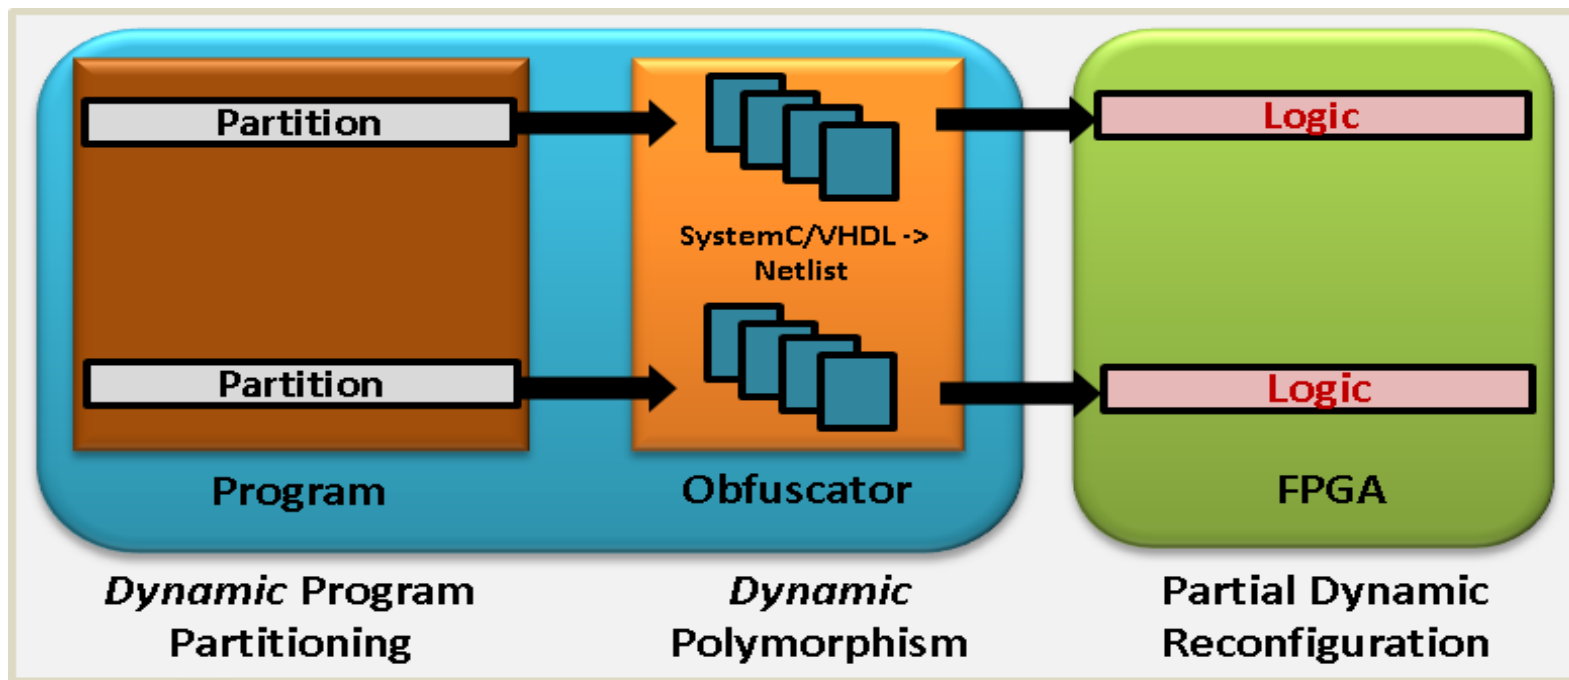 Partition
Logic
SystemC/VHDL ->
Netlist
Partition
Logic
Program
Obfuscator
FPGA
Dynamic Program
Partitioning
Dynamic
Polymorphism
Partial Dynamic
Reconfiguration